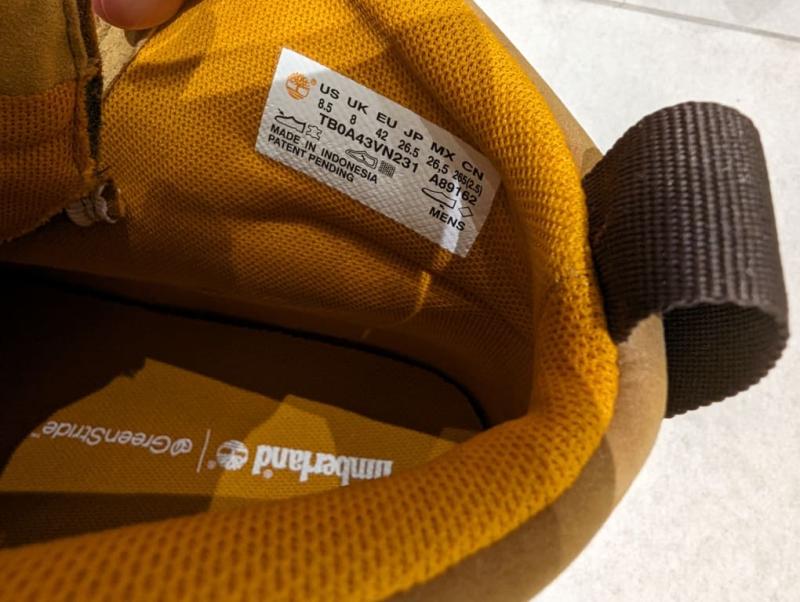 US UK EU JP MX CN
8.5 8 42 26.5 26.5 265(2.5)
TB0A43VN231 A89162
MADE IN INDONESIA
PATENT PENDING
MENS
Timberland
GreenStride™